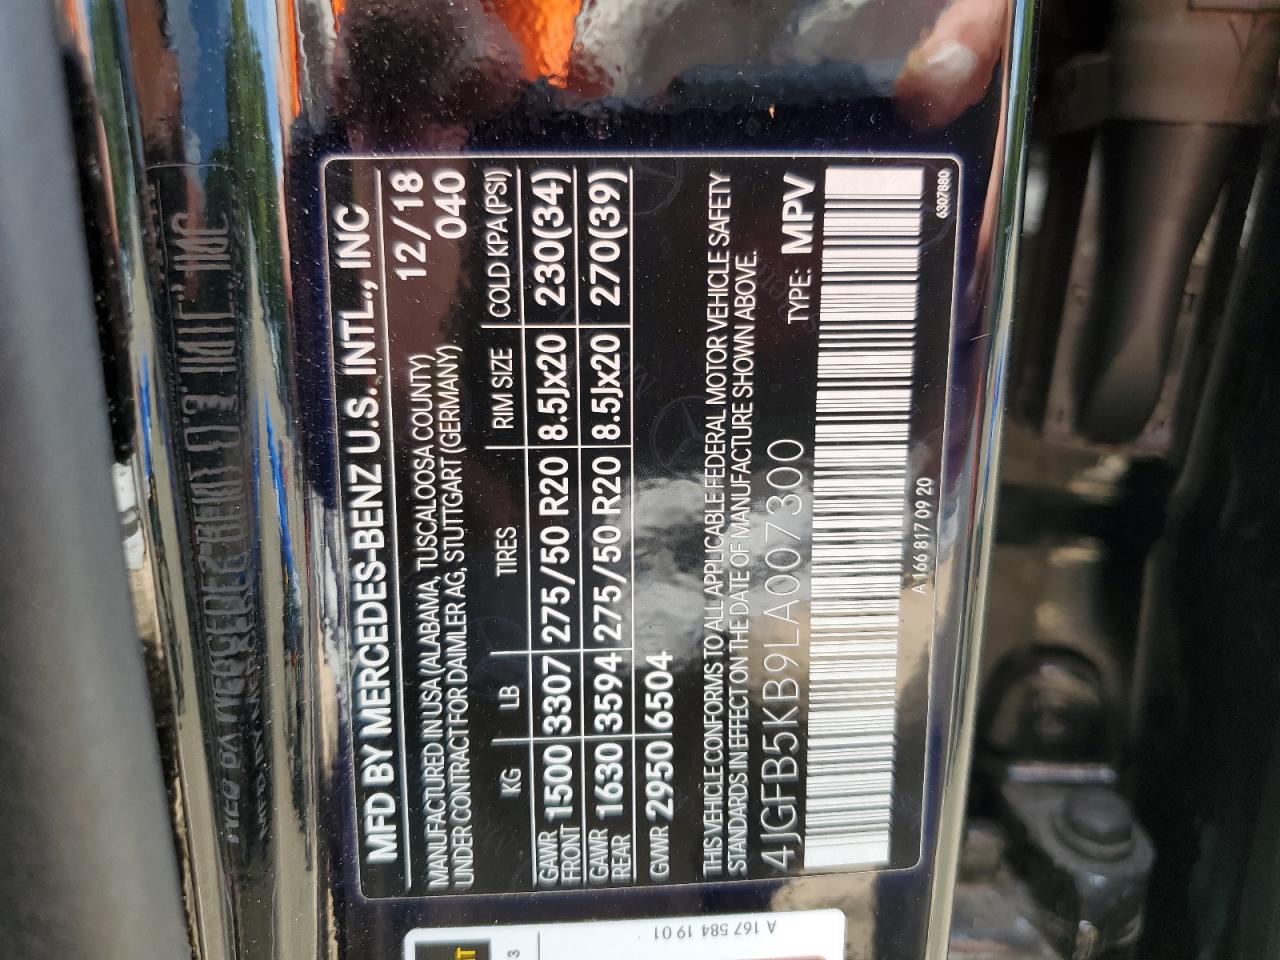 MFD BY MERCEDES-BENZ U.S. INTL., INC
MANUFACTURED IN USA (ALABAMA, TUSCALOOSA COUNTY) 12/18
UNDER CONTRACT FOR DAIMLER AG, STUTTGART (GERMANY) 040
KG LB TIRES RIM SIZE COLD KPA (PSI)
GAWR FRONT 1500 3307 275/50 R20 8.5Jx20 230(34)
GAWR REAR 1630 3594 275/50 R20 8.5Jx20 270(39)
GVWR 2950 6504
THIS VEHICLE CONFORMS TO ALL APPLICABLE FEDERAL MOTOR VEHICLE SAFETY
STANDARDS IN EFFECT ON THE DATE OF MANUFACTURE SHOWN ABOVE.
4JGFB5KB9LA007300 TYPE: MPV
A 166 817 09 20
6307880
A 167 584 19 01
3